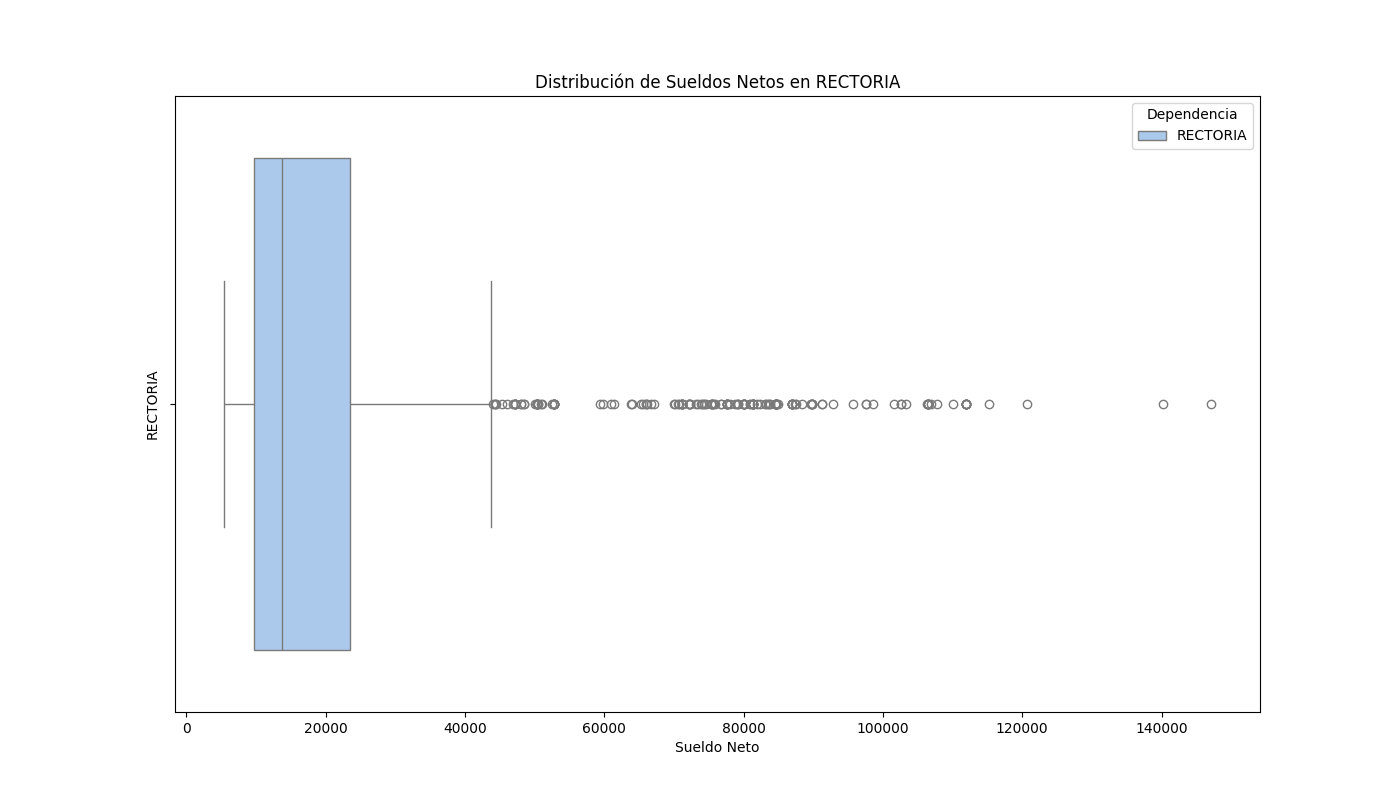 Distribución de Sueldos Netos en RECTORIA
Dependencia
RECTORIA
RECTORIA
0 20000 40000 60000 80000 100000 120000 140000
Sueldo Neto